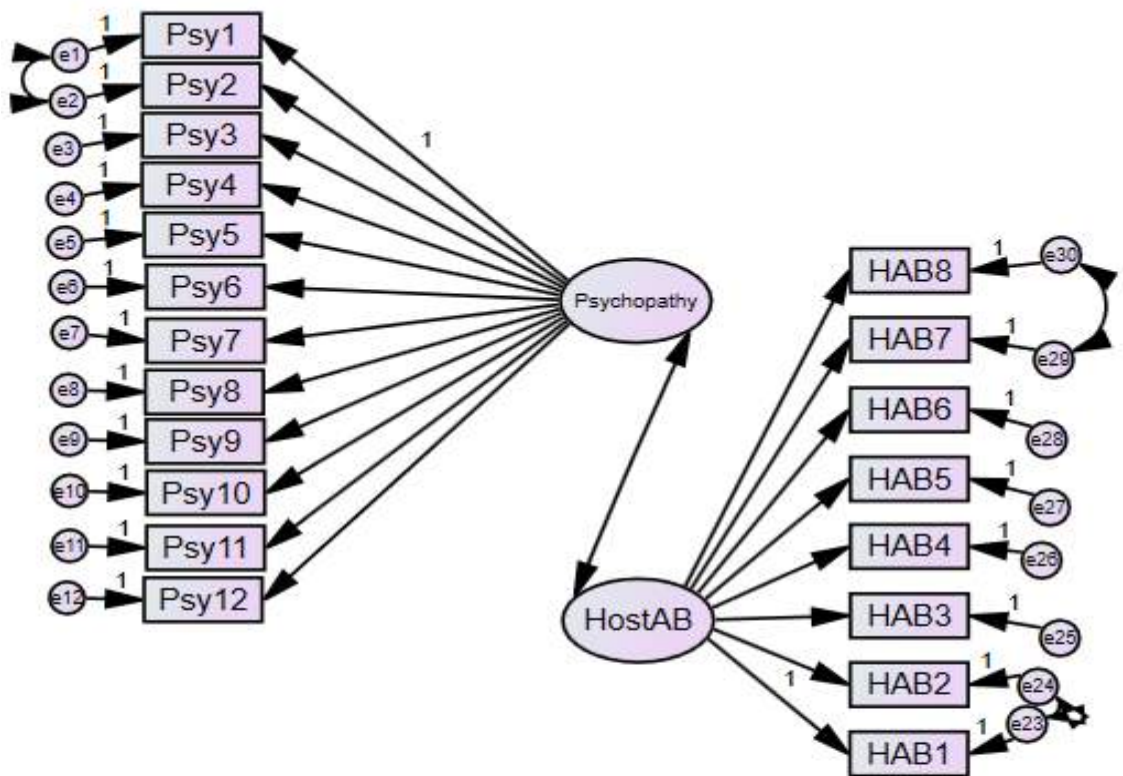 1
e1
Psy1
1
e2
Psy2
1
e3
Psy3
1
e4
Psy4
1
e5
Psy5
1
e6
Psy6
1
e7
Psy7
1
e8
Psy8
1
e9
Psy9
1
e10
Psy10
1
e11
Psy11
1
e12
Psy12
1
Psychopathy
HostAB
1
HAB8
1
e30
HAB7
1
e29
HAB6
1
e28
HAB5
1
e27
HAB4
1
e26
HAB3
1
e25
HAB2
1
e24
HAB1
1
e23